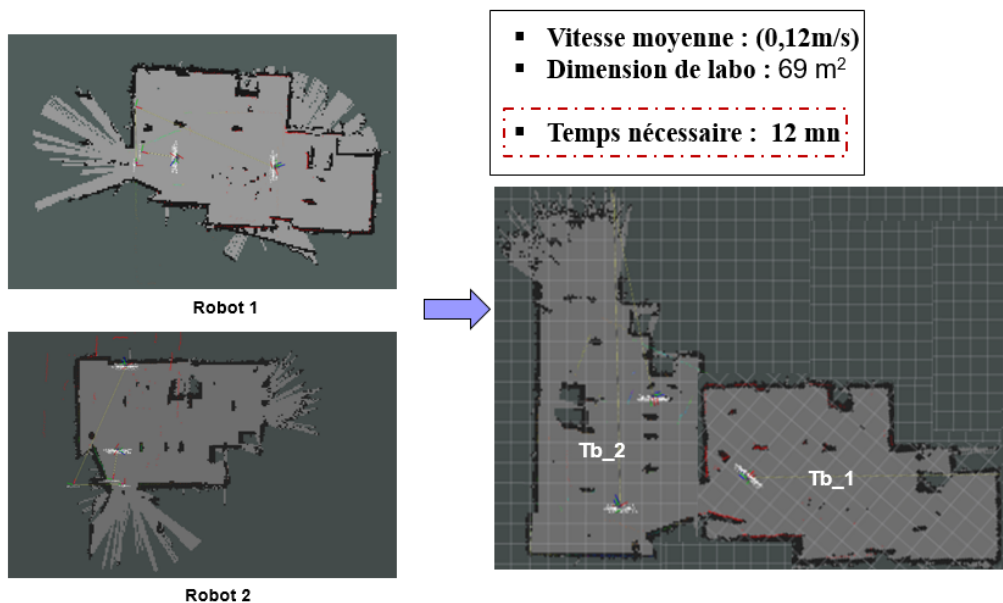 ▪ Vitesse moyenne : (0,12m/s)
▪ Dimension de labo : 69 m²
▪ Temps nécessaire : 12 mn
Robot 1
Tb_2
Tb_1
Robot 2